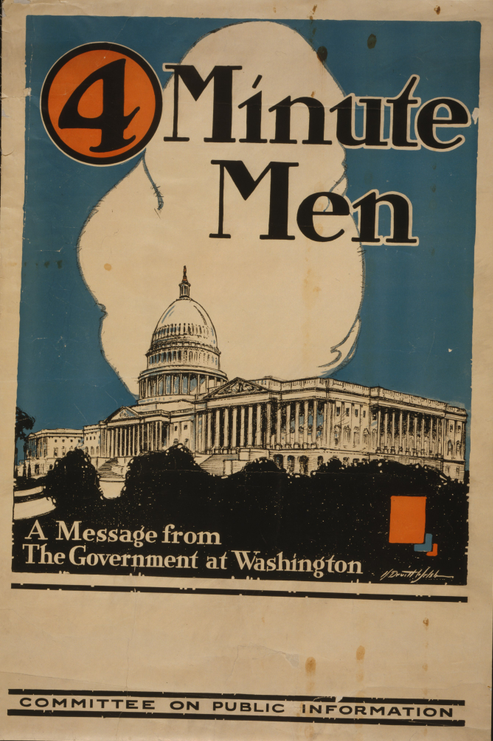 4 Minute
Men
A Message from
The Government at Washington
COMMITTEE ON PUBLIC INFORMATION